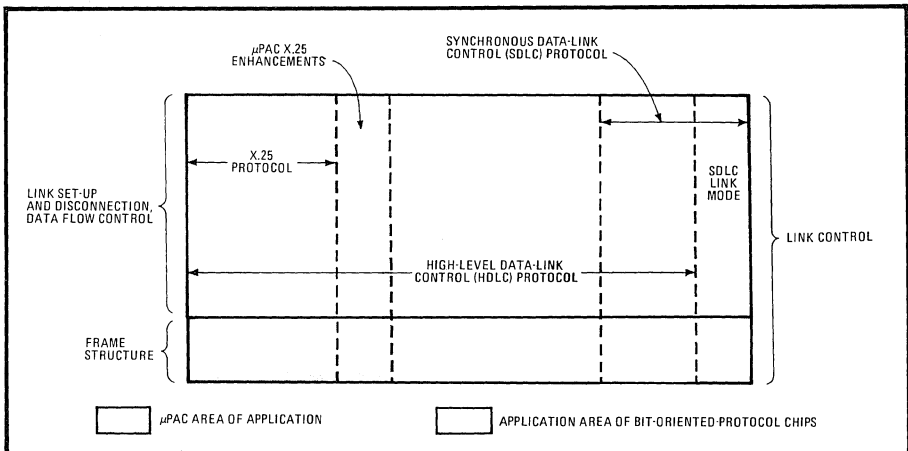 μPAC X.25
ENHANCEMENTS
SYNCHRONOUS DATA-LINK
CONTROL (SDLC) PROTOCOL
X.25
PROTOCOL
SDLC
LINK
MODE
LINK SET-UP
AND DISCONNECTION,
DATA FLOW CONTROL
LINK CONTROL
HIGH-LEVEL DATA-LINK
CONTROL (HDLC) PROTOCOL
FRAME
STRUCTURE
μPAC AREA OF APPLICATION
APPLICATION AREA OF BIT-ORIENTED-PROTOCOL CHIPS